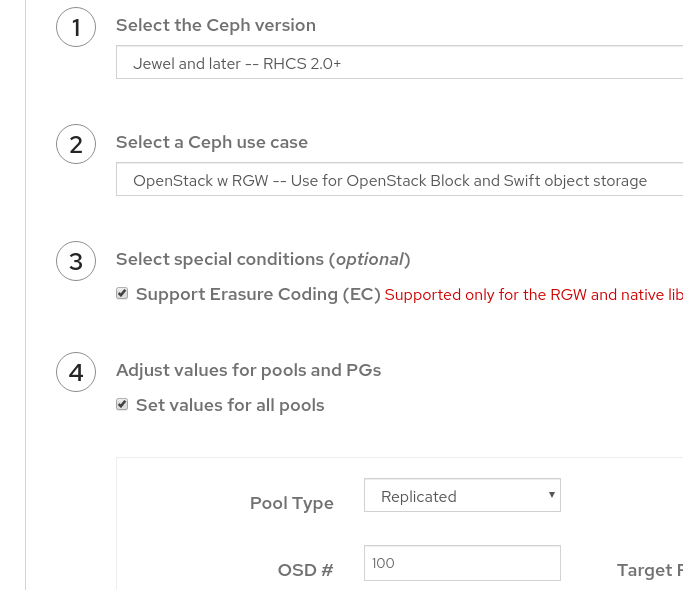 1 Select the Ceph version
Jewel and later -- RHCS 2.0+
2 Select a Ceph use case
OpenStack w RGW -- Use for OpenStack Block and Swift object storage
3 Select special conditions (optional)
Support Erasure Coding (EC) Supported only for the RGW and native lib
4 Adjust values for pools and PGs
Set values for all pools
Pool Type Replicated
OSD # 100 Target